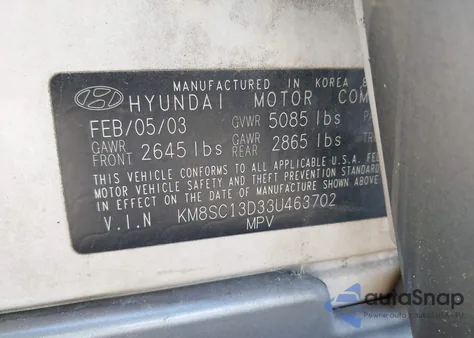 MANUFACTURED IN KOREA
HYUNDAI MOTOR COM
FEB/05/03 GVWR 5085 lbs
GAWR FRONT 2645 lbs GAWR REAR 2865 lbs
THIS VEHICLE CONFORMS TO ALL APPLICABLE U.S.A. FE
MOTOR VEHICLE SAFETY AND THEFT PREVENTION STANDARDS
IN EFFECT ON THE DATE OF MANUFACTURE SHOWN ABOVE
V.I.N KM8SC13D33U463702
MPV
autoSnap